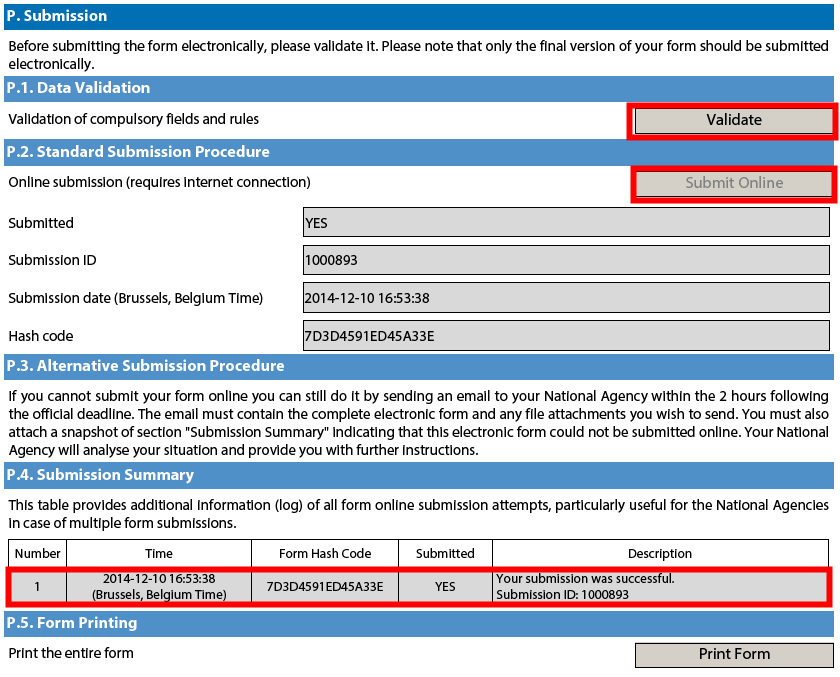 P. Submission
Before submitting the form electronically, please validate it. Please note that only the final version of your form should be submitted
electronically.
P.1. Data Validation
Validation of compulsory fields and rules
Validate
P.2. Standard Submission Procedure
Online submission (requires internet connection)
Submit Online
Submitted
YES
Submission ID
1000893
Submission date (Brussels, Belgium Time)
2014-12-10 16:53:38
Hash code
7D3D4591ED45A33E
P.3. Alternative Submission Procedure
If you cannot submit your form online you can still do it by sending an email to your National Agency within the 2 hours following
the official deadline. The email must contain the complete electronic form and any file attachments you wish to send. You must also
attach a snapshot of section "Submission Summary" indicating that this electronic form could not be submitted online. Your National
Agency will analyse your situation and provide you with further instructions.
P.4. Submission Summary
This table provides additional information (log) of all form online submission attempts, particularly useful for the National Agencies
in case of multiple form submissions.
Number Time Form Hash Code Submitted Description
1 2014-12-10 16:53:38 7D3D4591ED45A33E YES Your submission was successful.
(Brussels, Belgium Time) Submission ID: 1000893
P.5. Form Printing
Print the entire form
Print Form